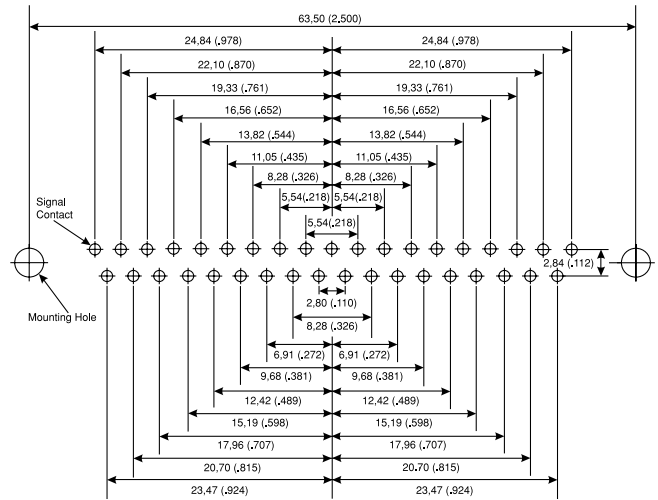 63,50 (2.500)
24,84 (.978) 24,84 (.978)
22,10 (.870) 22,10 (.870)
19,33 (.761) 19,33 (.761)
16,56 (.652) 16,56 (.652)
13,82 (.544) 13,82 (.544)
11,05 (.435) 11,05 (.435)
8,28 (.326) 8,28 (.326)
5,54(.218) 5,54(.218)
Signal
Contact
5,54(.218)
2,84 (.112)
Mounting Hole
2,80 (.110)
8,28 (.326)
6,91 (.272) 6,91 (.272)
9,68 (.381) 9,68 (.381)
12,42 (.489) 12,42 (.489)
15,19 (.598) 15,19 (.598)
17,96 (.707) 17,96 (.707)
20,70 (.815) 20.70 (.815)
23,47 (.924) 23,47 (.924)